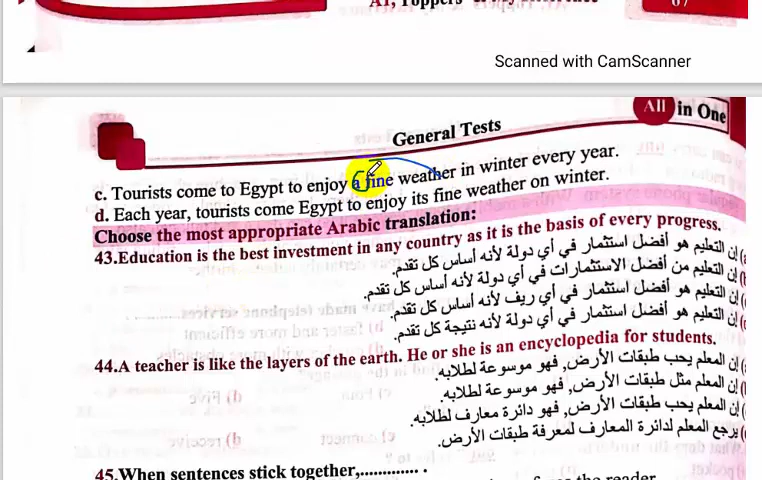 A1, Toppers
67
Scanned with CamScanner
All in One
General Tests
c. Tourists come to Egypt to enjoy a fine weather in winter every year.
d. Each year, tourists come Egypt to enjoy its fine weather on winter.
Choose the most appropriate Arabic translation:
43.Education is the best investment in any country as it is the basis of every progress.
إن التعليم هو أفضل استثمار في أي دولة لأنه أساس كل تقدم.
إن التعليم من أفضل الاستثمارات في أي دولة لأنه أساس كل تقدم.
إن التعليم هو أفضل استثمار في أي ريف لأنه أساس كل تقدم.
إن التعليم هو أفضل استثمار في أي دولة لأنه نتيجة كل تقدم.
44.A teacher is like the layers of the earth. He or she is an encyclopedia for students.
إن المعلم يحب طبقات الأرض, فهو موسوعة لطلابه.
إن المعلم مثل طبقات الأرض, فهو موسوعة لطلابه.
إن المعلم يحب طبقات الأرض, فهو دائرة معارف لطلابه.
يرجع المعلم لدائرة المعارف لمعرفة طبقات الأرض.
45.When sentences stick together,............. .
the reader